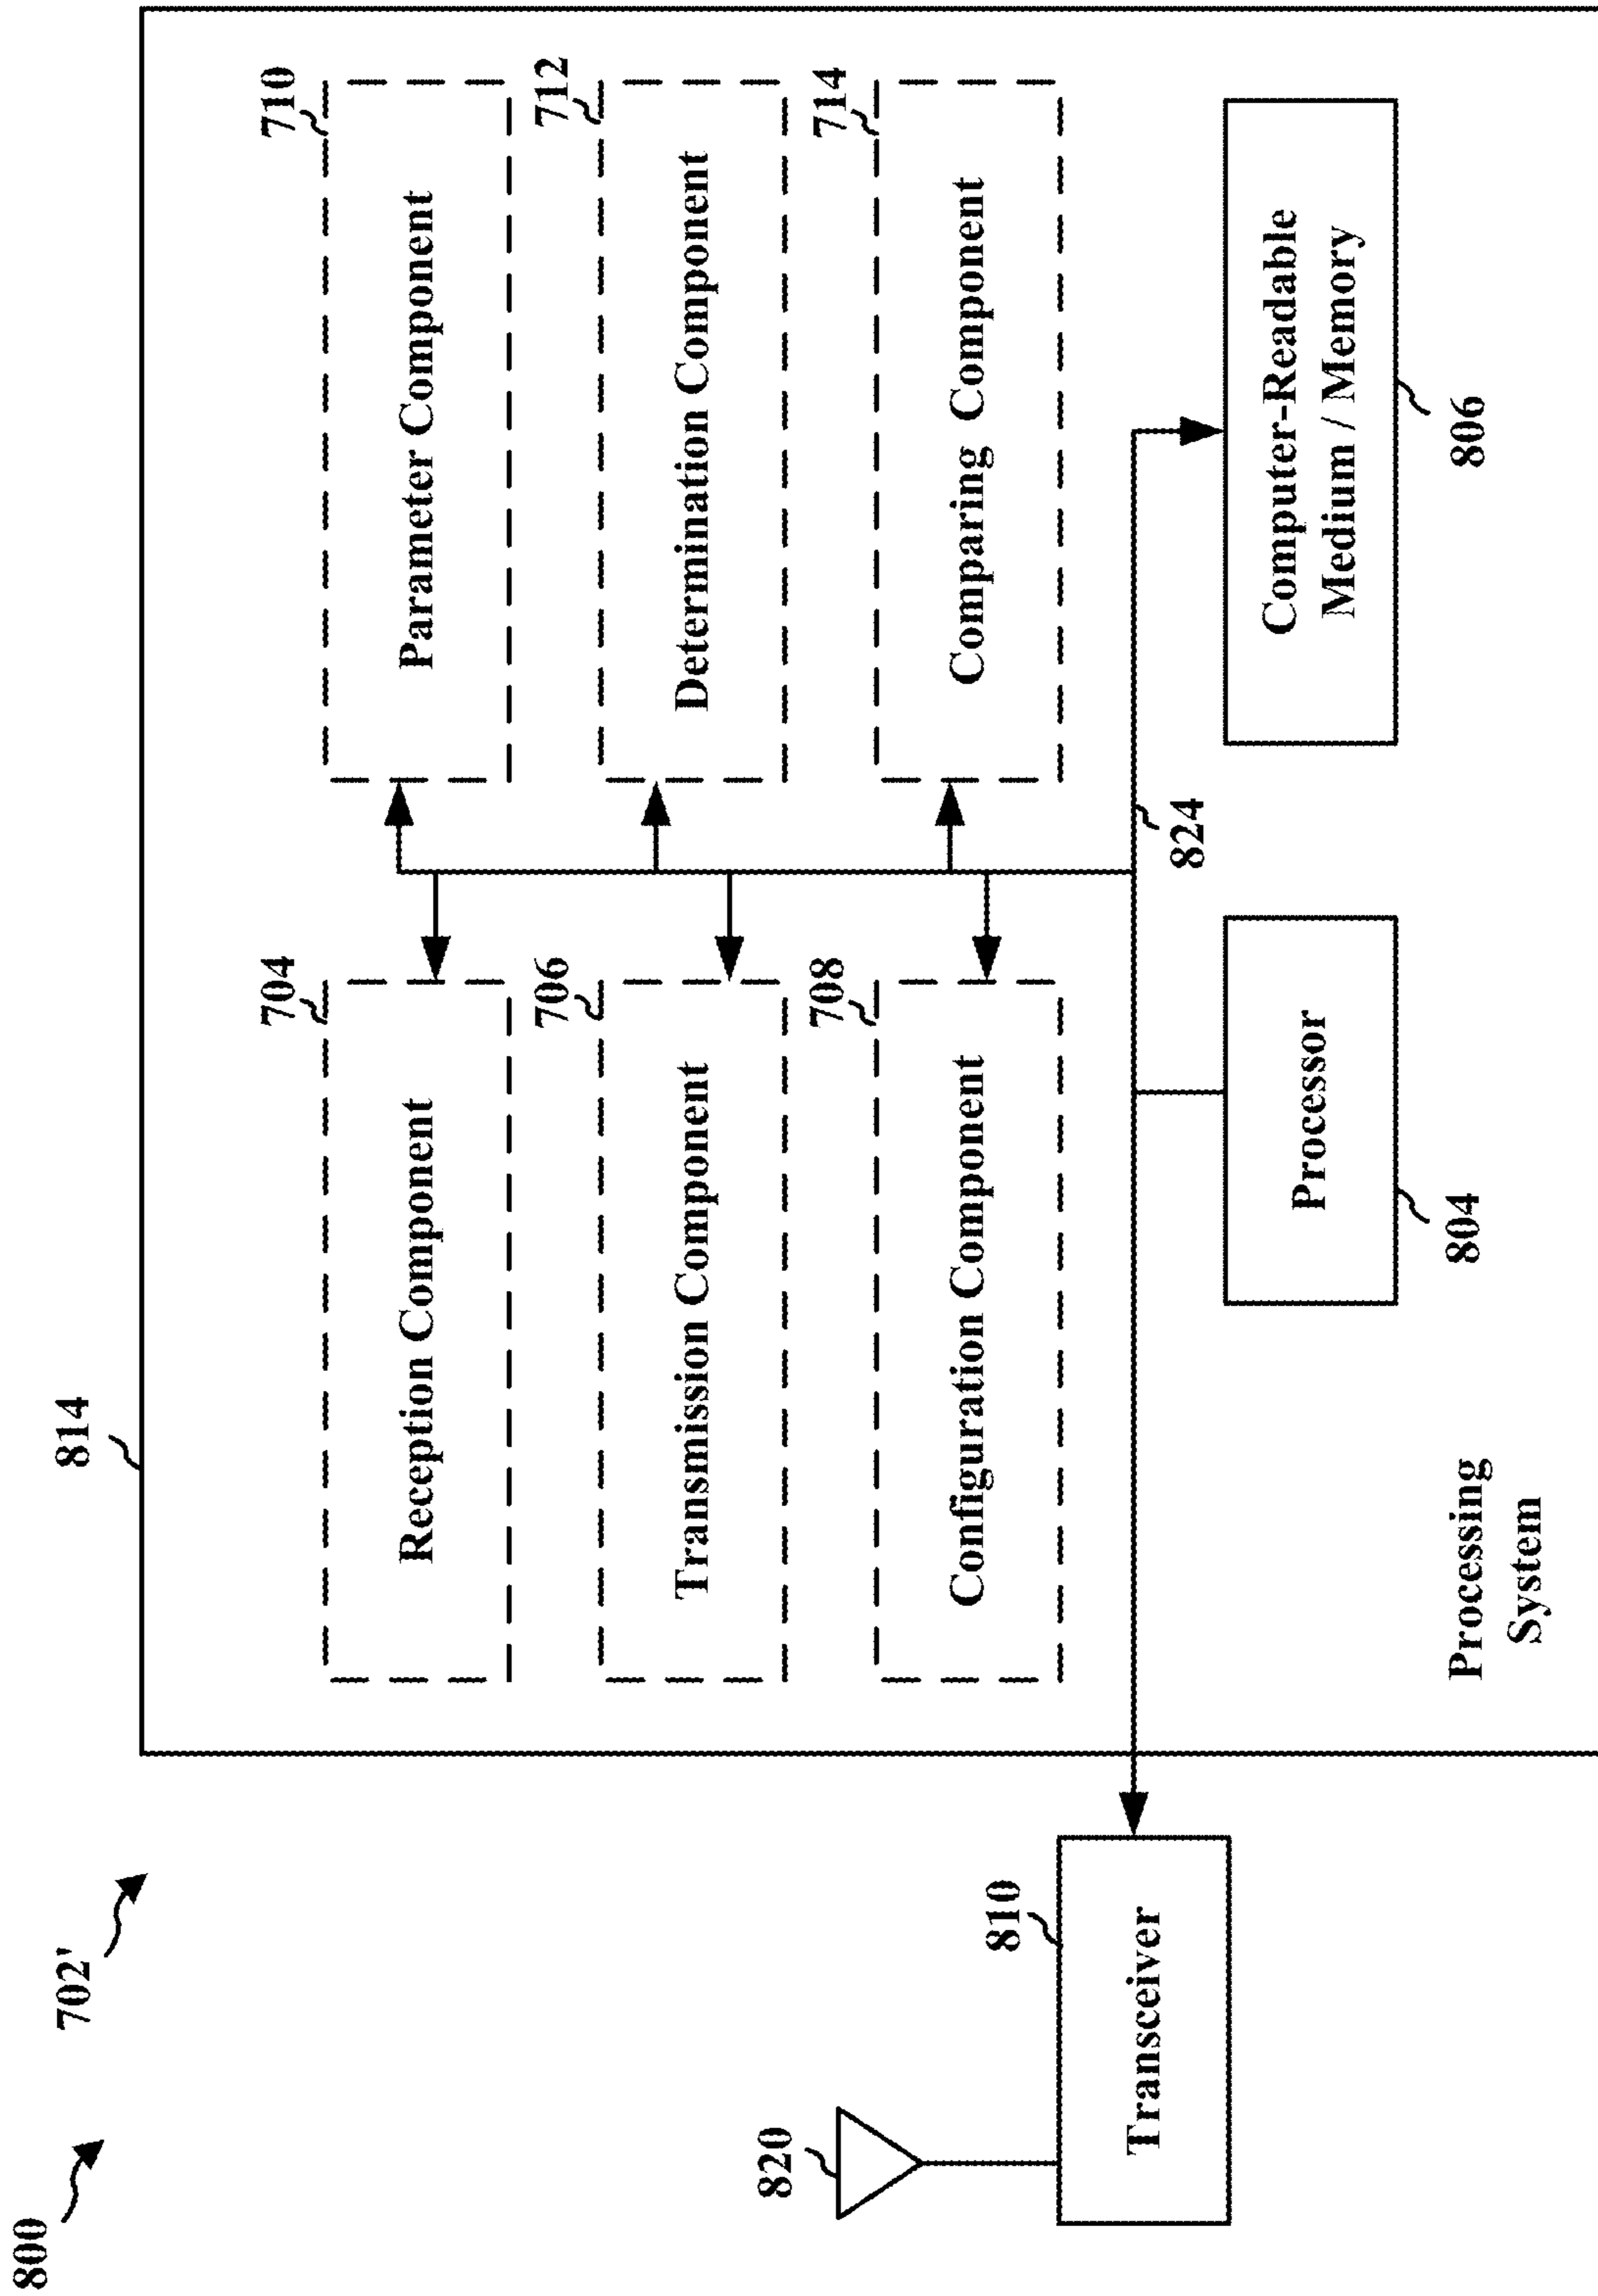 800
702'
814
704
Reception Component
710
Parameter Component
706
Transmission Component
712
Determination Component
708
Configuration Component
714
Comparing Component
820
810
Transceiver
824
Processor
804
Computer-Readable
Medium / Memory
806
Processing
System